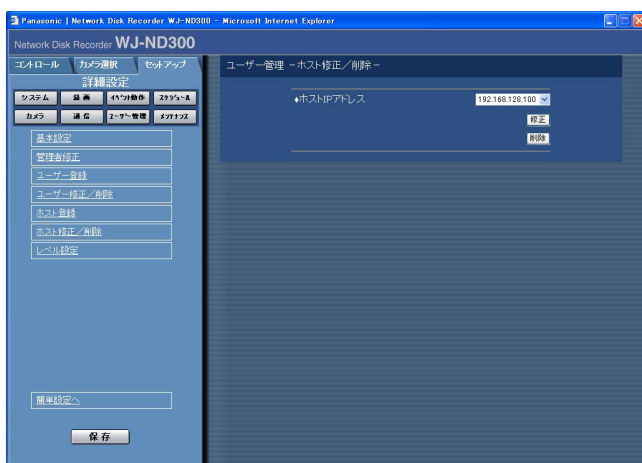 Panasonic | Network Disk Recorder WJ-ND300 - Microsoft Internet Explorer
Network Disk Recorder WJ-ND300
コントロール カメラ選択 セットアップ
詳細設定
システム 録画 イベント動作 スケジュール
カメラ 通信 ユーザー管理 メンテナンス
基本設定
管理者修正
ユーザー登録
ユーザー修正/削除
ホスト登録
ホスト修正/削除
レベル設定
簡単設定へ
保存
ユーザー管理 -ホスト修正/削除-
◆ホストIPアドレス 192.168.128.100
修正
削除